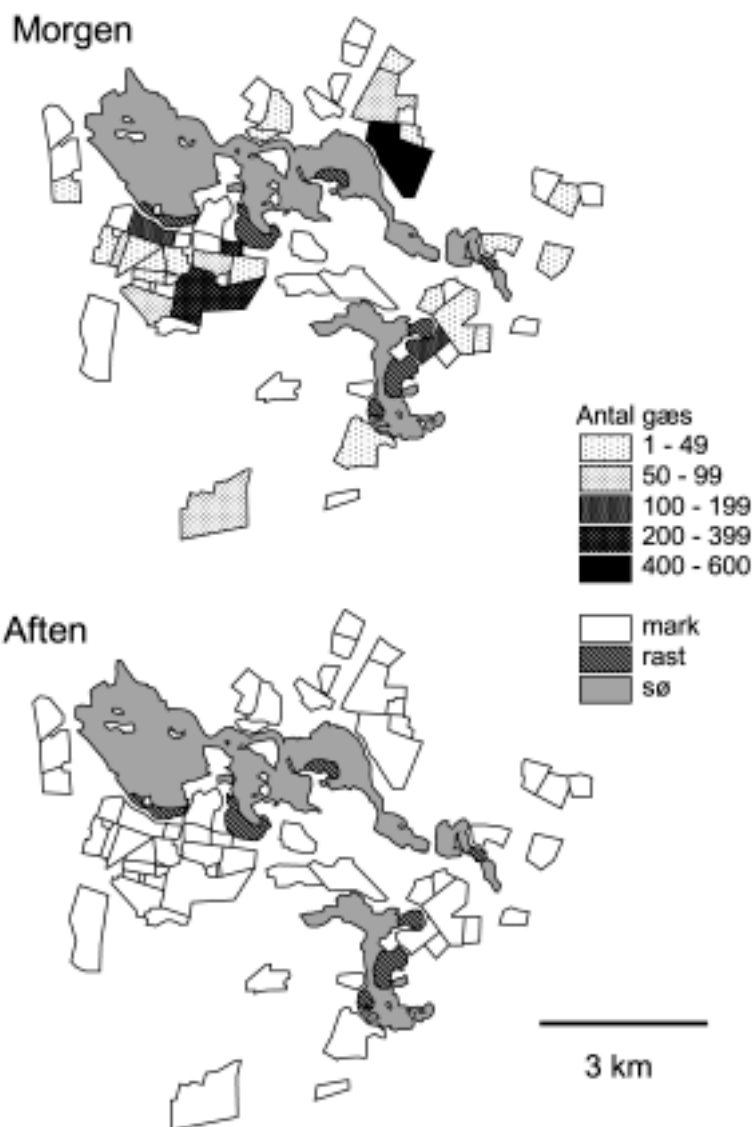 Morgen
Antal gæs
1 - 49
50 - 99
100 - 199
200 - 399
400 - 600
Aften
mark
rast
sø
3 km